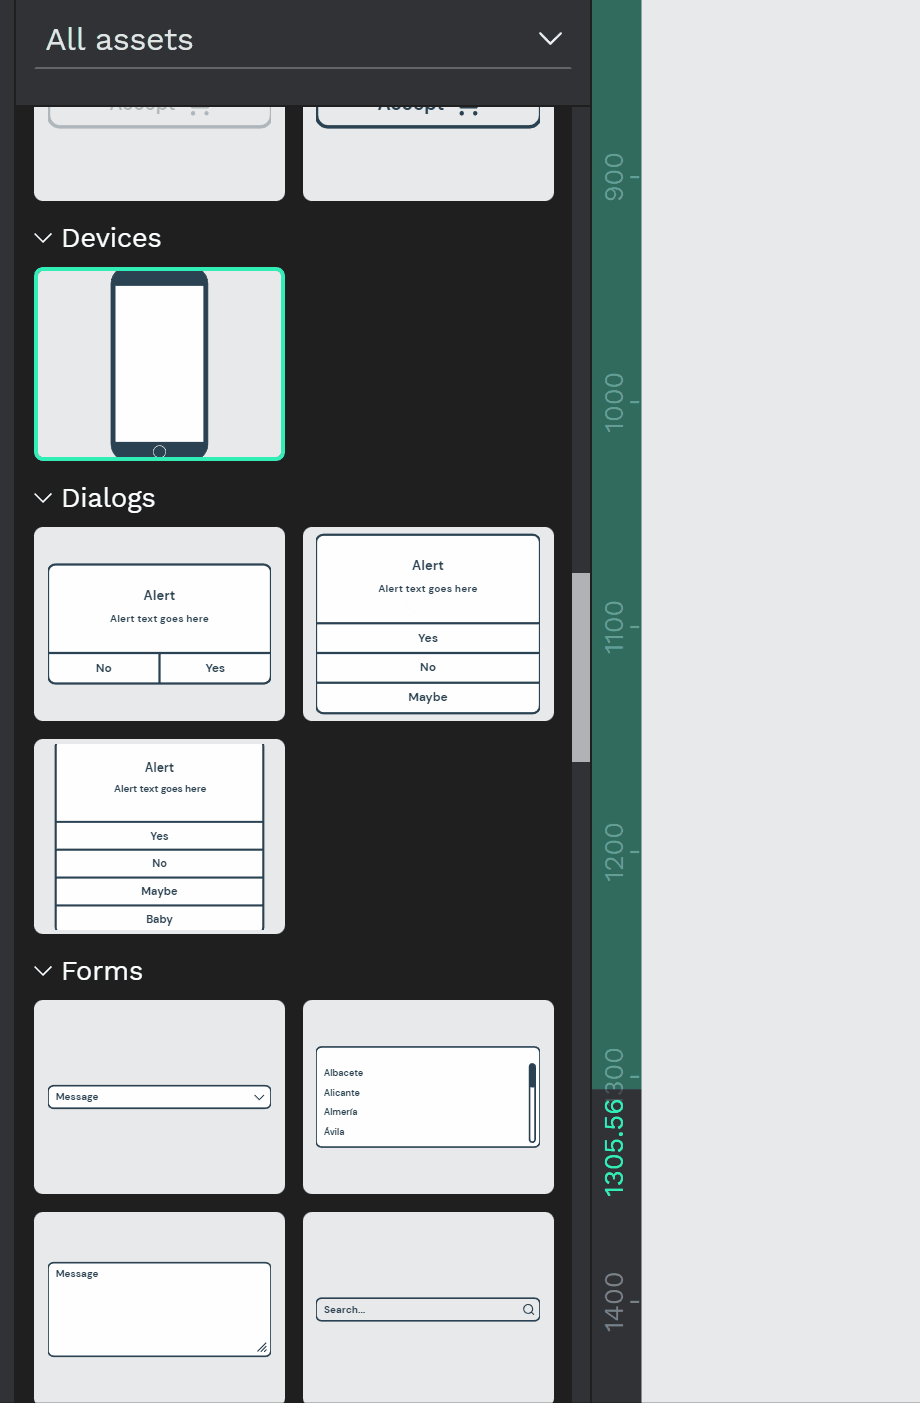 All assets
Accept
Accept
Devices
Dialogs
Alert
Alert text goes here
No
Yes
Alert
Alert text goes here
Yes
No
Maybe
Alert
Alert text goes here
Yes
No
Maybe
Baby
Forms
Message
Albacete
Alicante
Almería
Ávila
Message
Search...
900
1000
1100
1200
300
1305.56
1400